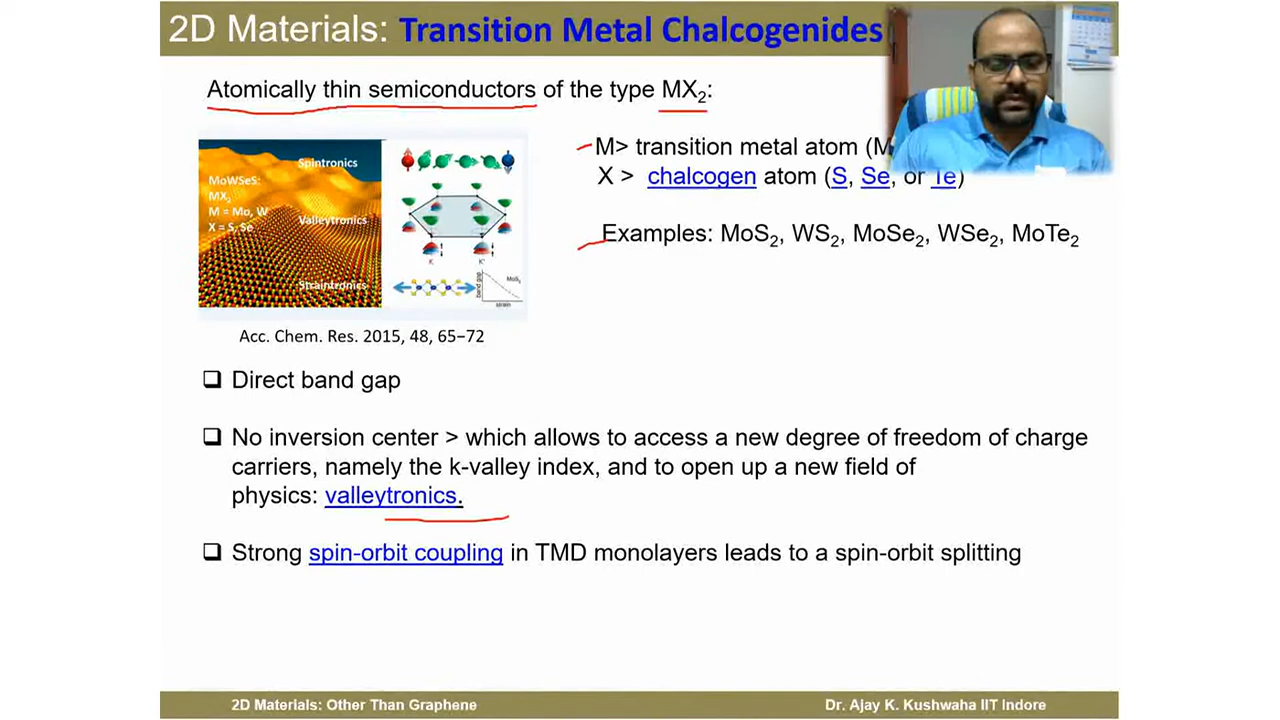 2D Materials: Transition Metal Chalcogenides
Atomically thin semiconductors of the type MX₂:
MoWSeS:
MX₂
M = Mo, W
X = S, Se
Spintronics
Valleytronics
Straintronics
K
K'
band gap
MoS₂
strain
Acc. Chem. Res. 2015, 48, 65–72
M> transition metal atom (M
X > chalcogen atom (S, Se, or Te)
Examples: MoS₂, WS₂, MoSe₂, WSe₂, MoTe₂
❑ Direct band gap
❑ No inversion center > which allows to access a new degree of freedom of charge
carriers, namely the k-valley index, and to open up a new field of
physics: valleytronics.
❑ Strong spin-orbit coupling in TMD monolayers leads to a spin-orbit splitting
2D Materials: Other Than Graphene
Dr. Ajay K. Kushwaha IIT Indore